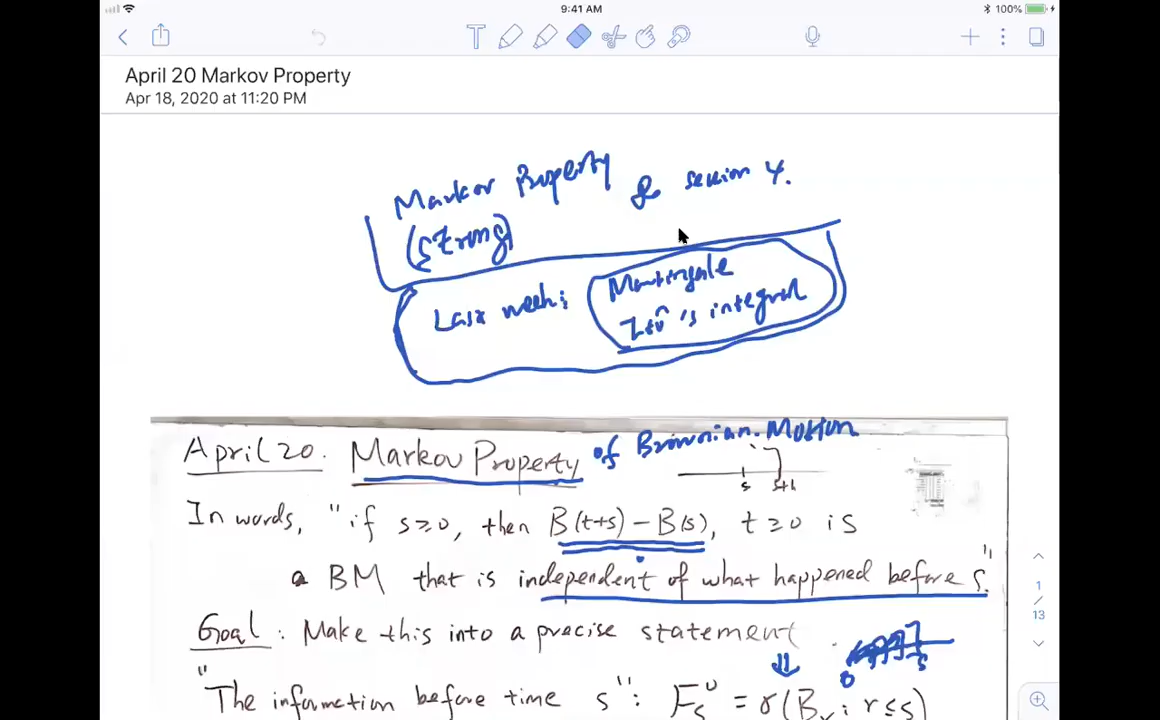 9:41 AM
100%
April 20 Markov Property
Apr 18, 2020 at 11:20 PM
Markov Property & session 4.
(Strong)
Last week: Martingale
Itô's integral
April 20. Markov Property of Brownian Motion
s s+t
In words, "if s≥0, then B(t+s) – B(s), t≥0 is
a BM that is independent of what happened before s."
1
/
13
Goal: Make this into a precise statement.
0 s
"The information before time s": F_s^0 = σ(B_r : r≤s)